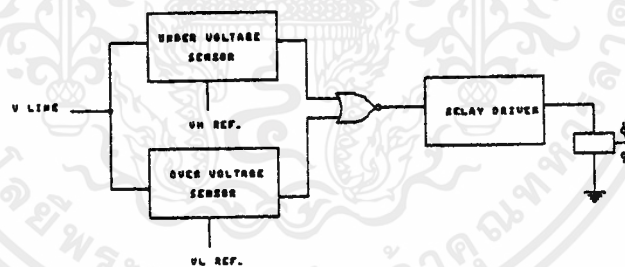 UNDER VOLTAGE
SENSOR
V LINE
VH REF.
RELAY DRIVER
OVER VOLTAGE
SENSOR
VL REF.